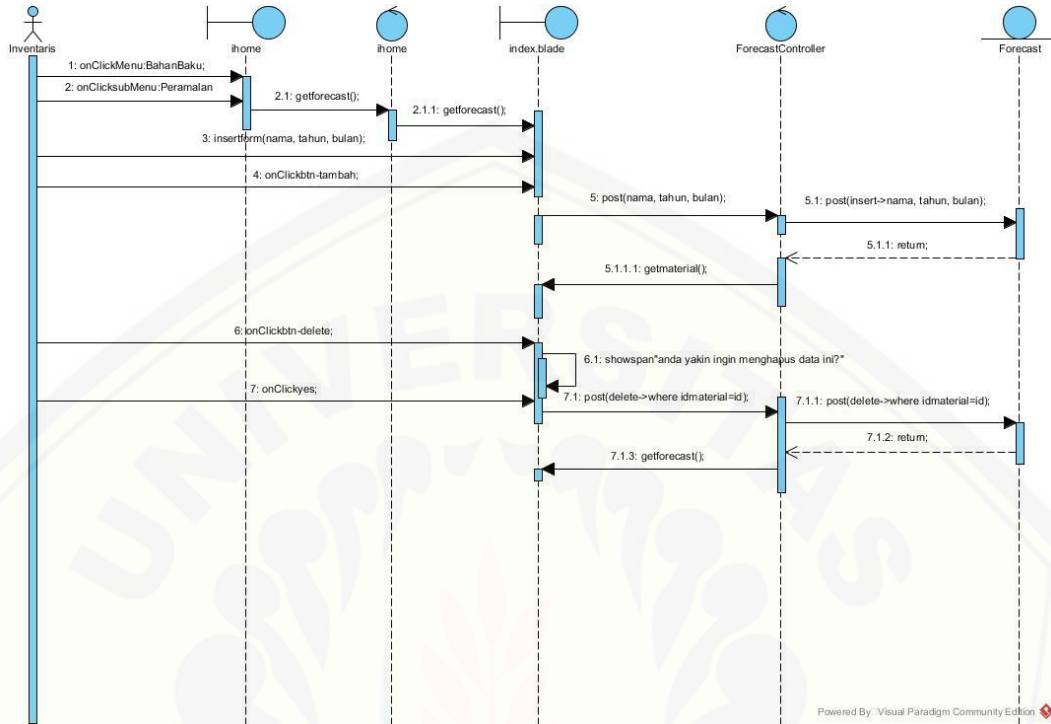 Inventaris
ihome
ihome
index.blade
ForecastController
Forecast
1: onClickMenu:BahanBaku;
2: onClicksubMenu:Peramalan
2.1: getforecast();
2.1.1: getforecast();
3: insertform(nama, tahun, bulan);
4: onClickbtn-tambah;
5: post(nama, tahun, bulan);
5.1: post(insert->nama, tahun, bulan);
5.1.1: return;
5.1.1.1: getmaterial();
6: onClickbtn-delete;
6.1: showspan"anda yakin ingin menghapus data ini?"
7: onClickyes;
7.1: post(delete->where idmaterial=id);
7.1.1: post(delete->where idmaterial=id);
7.1.2: return;
7.1.3: getforecast();
UNIVERSITAS
Powered By Visual Paradigm Community Edition